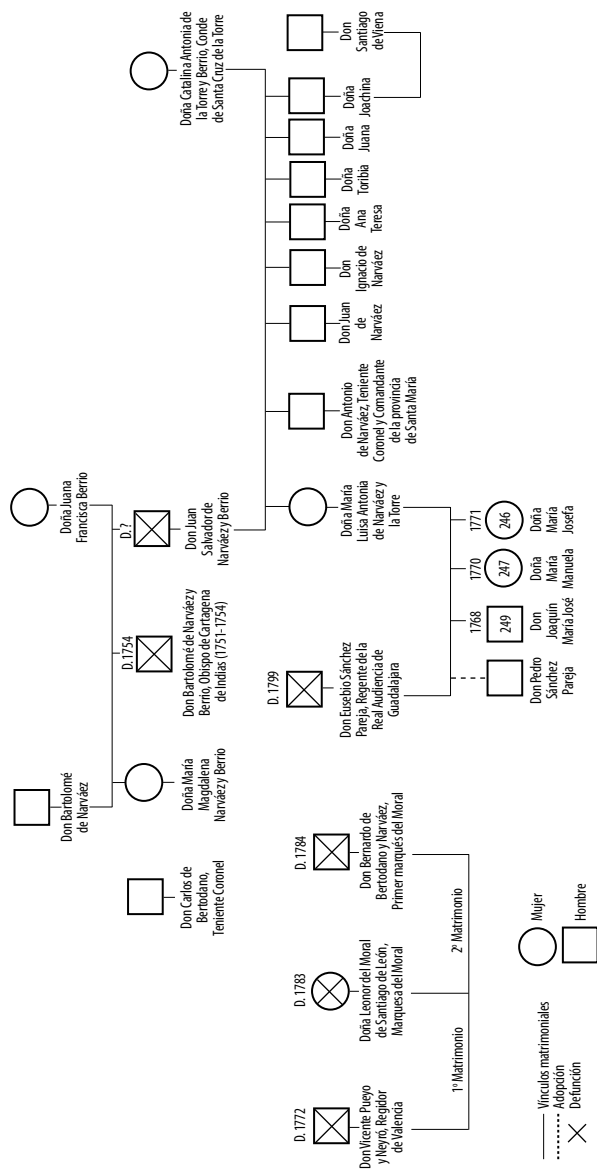 Doña Juana
Francisca Berrio
Doña Catalina Antonia de
la Torre y Berrio, Conde
de Santa Cruz de la Torre
Don Bartolomé
de Narváez
D. 1754
D. ?
Doña María
Magdalena
Narváez y Berrio
Don Bartolomé de Narváez y
Berrio, Obispo de Cartagena
de Indias (1751-1754)
Don Juan
Salvador de
Narváez y Berrio
Don Carlos de
Bertodano,
Teniente Coronel
Doña María
Luisa Antonia
de Narváez y
la Torre
Don Antonio
de Narváez, Teniente
Coronel y Comandante
de la provincia
de Santa María
Don Juan
de
Narváez
Don
Ignacio de
Narváez
Doña
Ana
Teresa
Doña
Toribia
Doña
Juana
Doña
Joachina
Don
Santiago
de Viena
D. 1772
Don Vicente Pueyo
y Neyró, Regidor
de Valencia
D. 1783
Doña Leonor del Moral
de Santiago de León,
Marquesa del Moral
D. 1784
Don Bernardo de
Bertodano y Narváez,
Primer marqués del Moral
D. 1799
Don Eusebio Sánchez
Pareja, Regente de la
Real Audiencia de
Guadalajara
1º Matrimonio
2º Matrimonio
Don Pedro
Sánchez
Pareja
1768
249
Don
Joaquín
María José
1770
247
Doña
María
Manuela
1771
246
Doña
María
Josefa
Vínculos matrimoniales
Adopción
Defunción
Mujer
Hombre